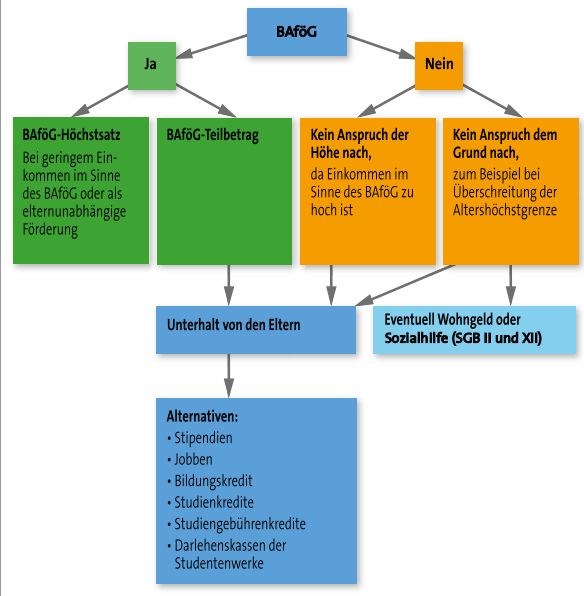 BAföG
Ja
Nein
BAföG-Höchstsatz
Bei geringem Ein-
kommen im Sinne
des BAföG oder als
elternunabhängige
Förderung
BAföG-Teilbetrag
Kein Anspruch der
Höhe nach,
da Einkommen im
Sinne des BAföG zu
hoch ist
Kein Anspruch dem
Grund nach,
zum Beispiel bei
Überschreitung der
Altershöchstgrenze
Unterhalt von den Eltern
Eventuell Wohngeld oder
Sozialhilfe (SGB II und XII)
Alternativen:
• Stipendien
• Jobben
• Bildungskredit
• Studienkredite
• Studiengebührenkredite
• Darlehenskassen der
Studentenwerke